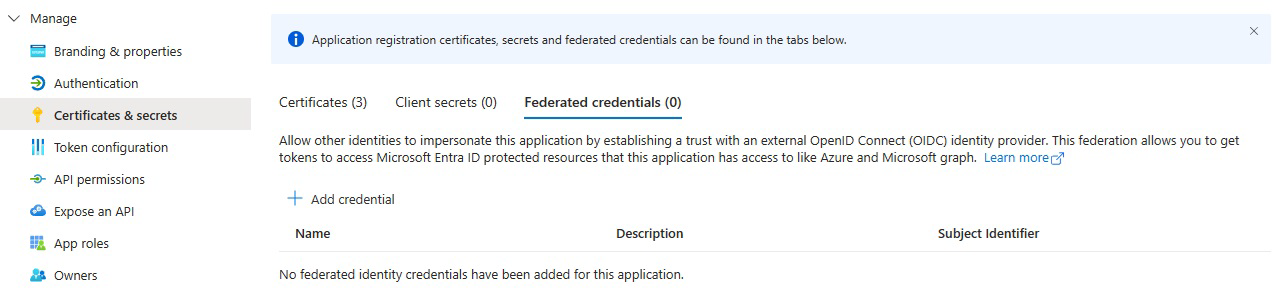 Manage
Branding & properties
Authentication
Certificates & secrets
Token configuration
API permissions
Expose an API
App roles
Owners
Application registration certificates, secrets and federated credentials can be found in the tabs below.
Certificates (3) Client secrets (0) Federated credentials (0)
Allow other identities to impersonate this application by establishing a trust with an external OpenID Connect (OIDC) identity provider. This federation allows you to get
tokens to access Microsoft Entra ID protected resources that this application has access to like Azure and Microsoft graph. Learn more
Add credential
Name Description Subject Identifier
No federated identity credentials have been added for this application.